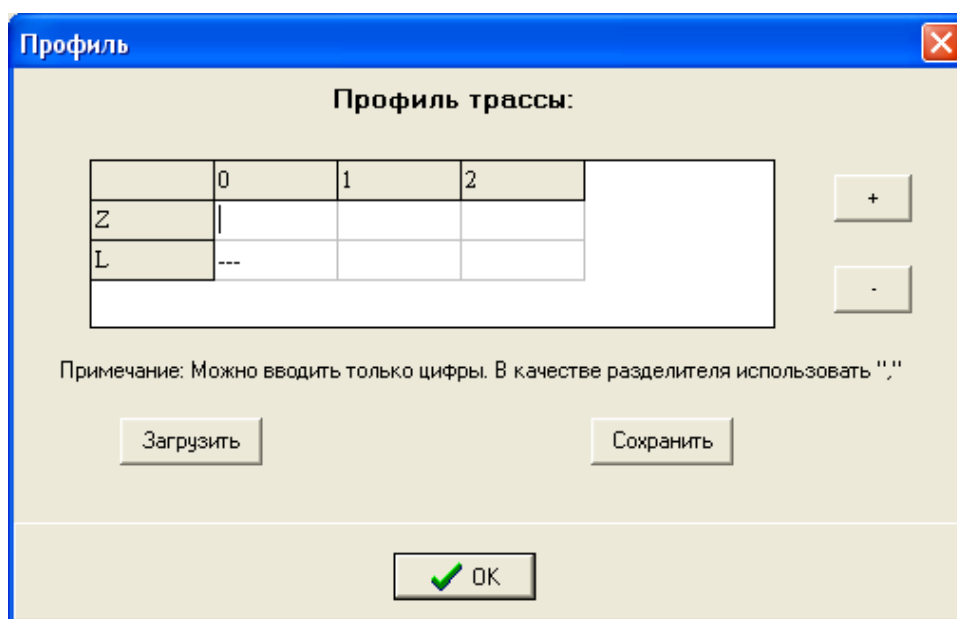 Профиль
Профиль трассы:
0 1 2
Z
L ---
+
-
Примечание: Можно вводить только цифры. В качестве разделителя использовать ","
Загрузить Сохранить
OK